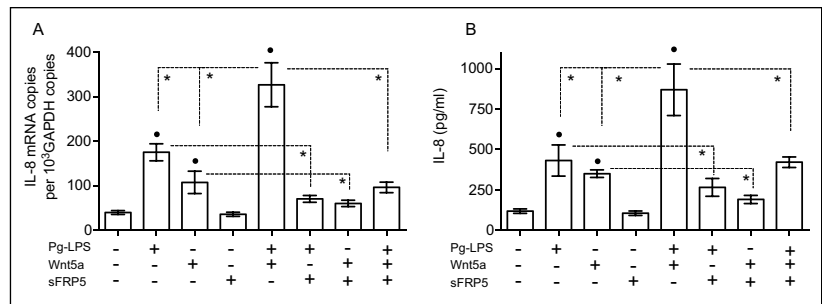 A
IL-8 mRNA copies
per 10³GAPDH copies
400
300
200
100
0
• • • •
* * * * * *
Pg-LPS - + - - + + - +
Wnt5a - - + - + - + +
sFRP5 - - - + - + + +
B
IL-8 (pg/ml)
1000
750
500
250
0
• • • •
* * * * *
Pg-LPS - + - - + + - +
Wnt5a - - + - + - + +
sFRP5 - - - + - + + +